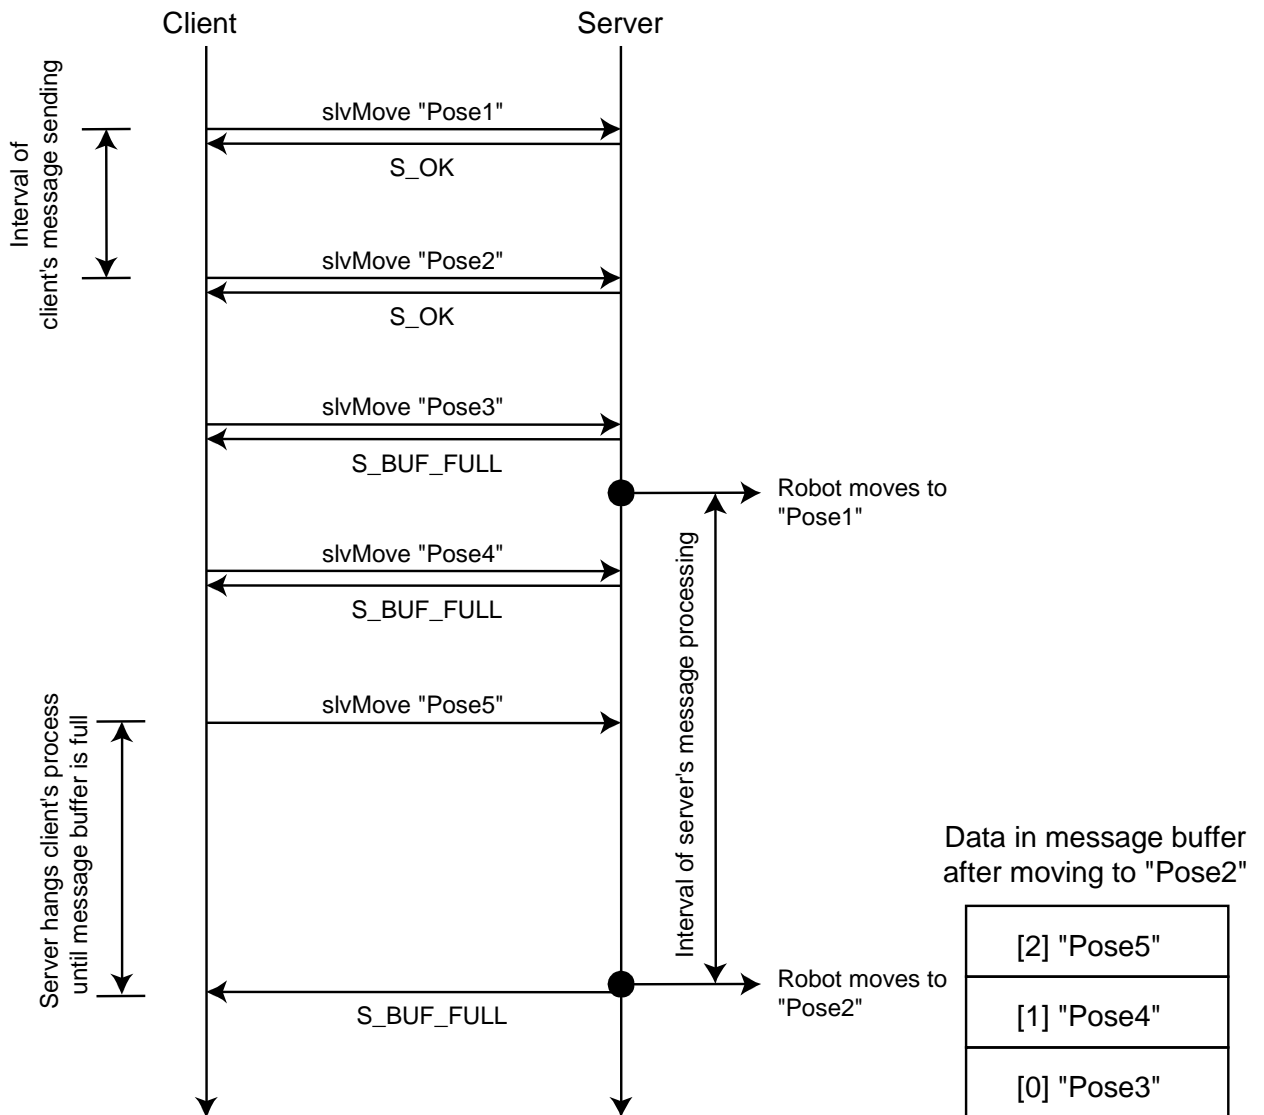 Client
Server
slvMove "Pose1"
S_OK
Interval of
client's message sending
slvMove "Pose2"
S_OK
slvMove "Pose3"
S_BUF_FULL
Robot moves to
"Pose1"
slvMove "Pose4"
S_BUF_FULL
Interval of server's message processing
slvMove "Pose5"
Server hangs client's process
until message buffer is full
Robot moves to
"Pose2"
S_BUF_FULL
Data in message buffer
after moving to "Pose2"
[2] "Pose5"
[1] "Pose4"
[0] "Pose3"